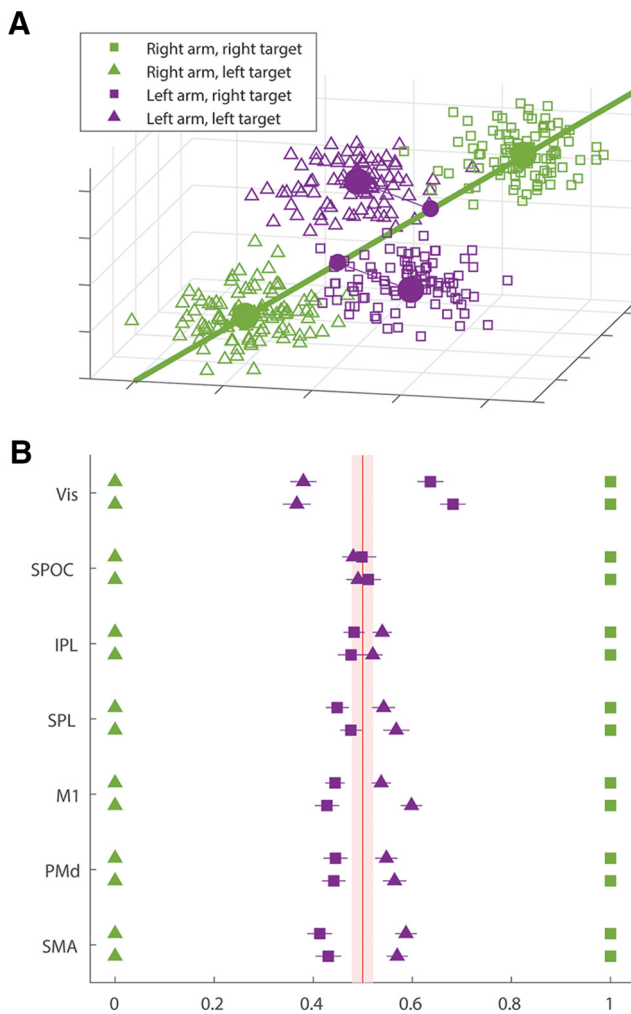 A
Right arm, right target
Right arm, left target
Left arm, right target
Left arm, left target
B
Vis
SPOC
IPL
SPL
M1
PMd
SMA
0 0.2 0.4 0.6 0.8 1